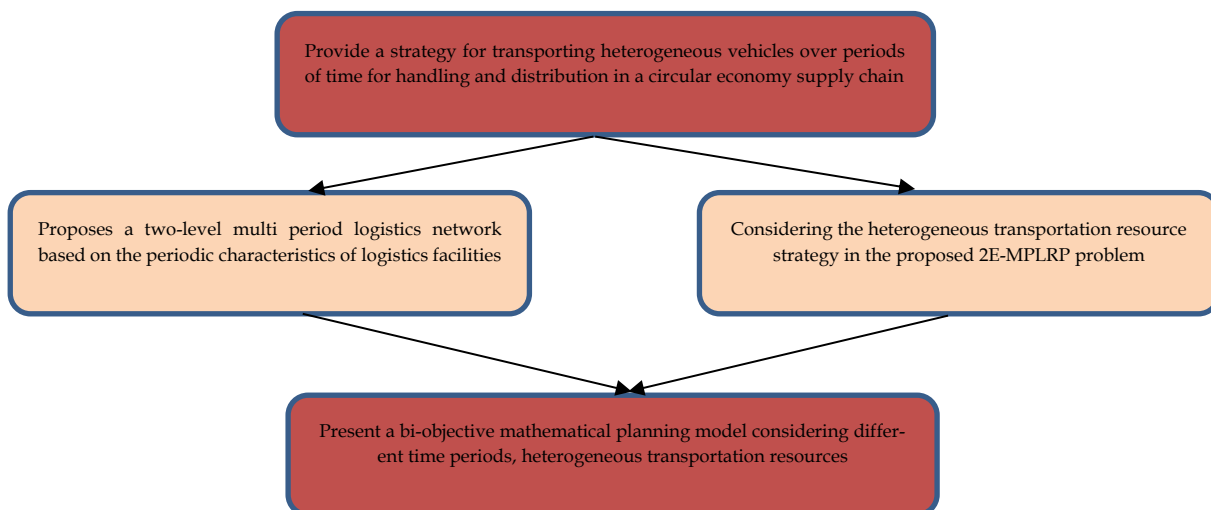 Provide a strategy for transporting heterogeneous vehicles over periods
of time for handling and distribution in a circular economy supply chain
Proposes a two-level multi period logistics network
based on the periodic characteristics of logistics facilities
Considering the heterogeneous transportation resource
strategy in the proposed 2E-MPLRP problem
Present a bi-objective mathematical planning model considering differ-
ent time periods, heterogeneous transportation resources